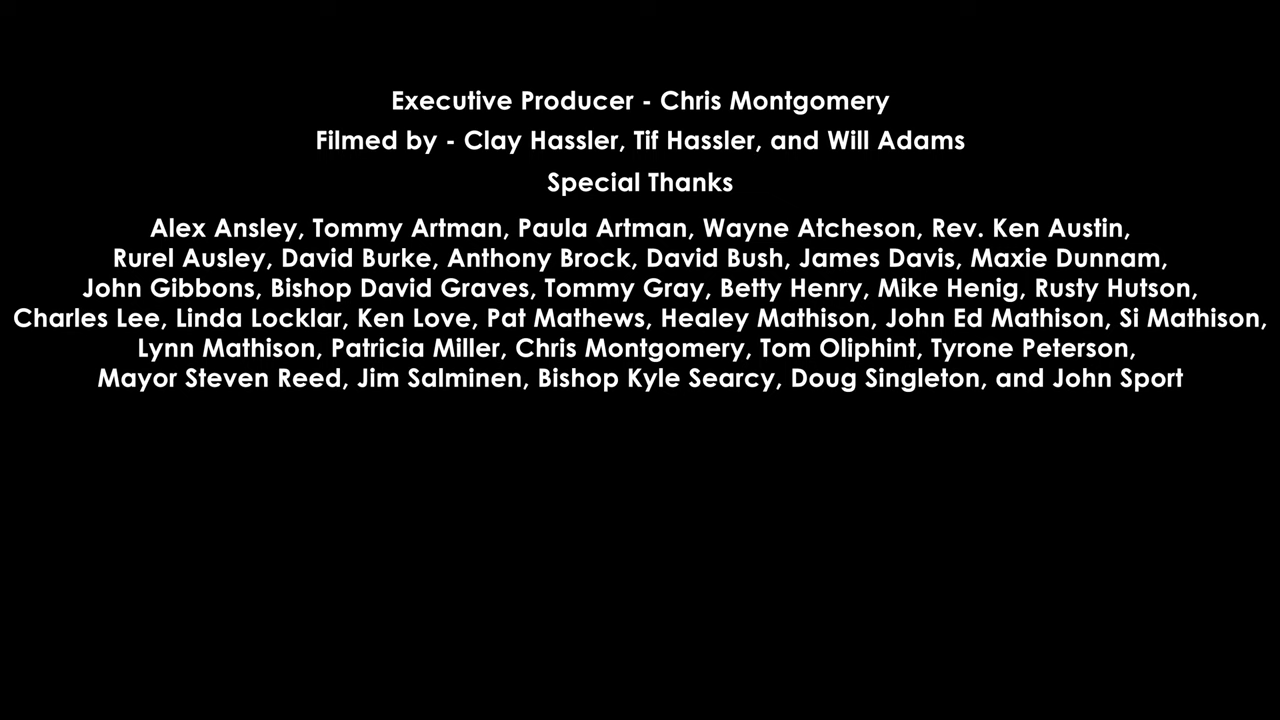 Executive Producer - Chris Montgomery
Filmed by - Clay Hassler, Tif Hassler, and Will Adams
Special Thanks
Alex Ansley, Tommy Artman, Paula Artman, Wayne Atcheson, Rev. Ken Austin,
Rurel Ausley, David Burke, Anthony Brock, David Bush, James Davis, Maxie Dunnam,
John Gibbons, Bishop David Graves, Tommy Gray, Betty Henry, Mike Henig, Rusty Hutson,
Charles Lee, Linda Locklar, Ken Love, Pat Mathews, Healey Mathison, John Ed Mathison, Si Mathison,
Lynn Mathison, Patricia Miller, Chris Montgomery, Tom Oliphint, Tyrone Peterson,
Mayor Steven Reed, Jim Salminen, Bishop Kyle Searcy, Doug Singleton, and John Sport